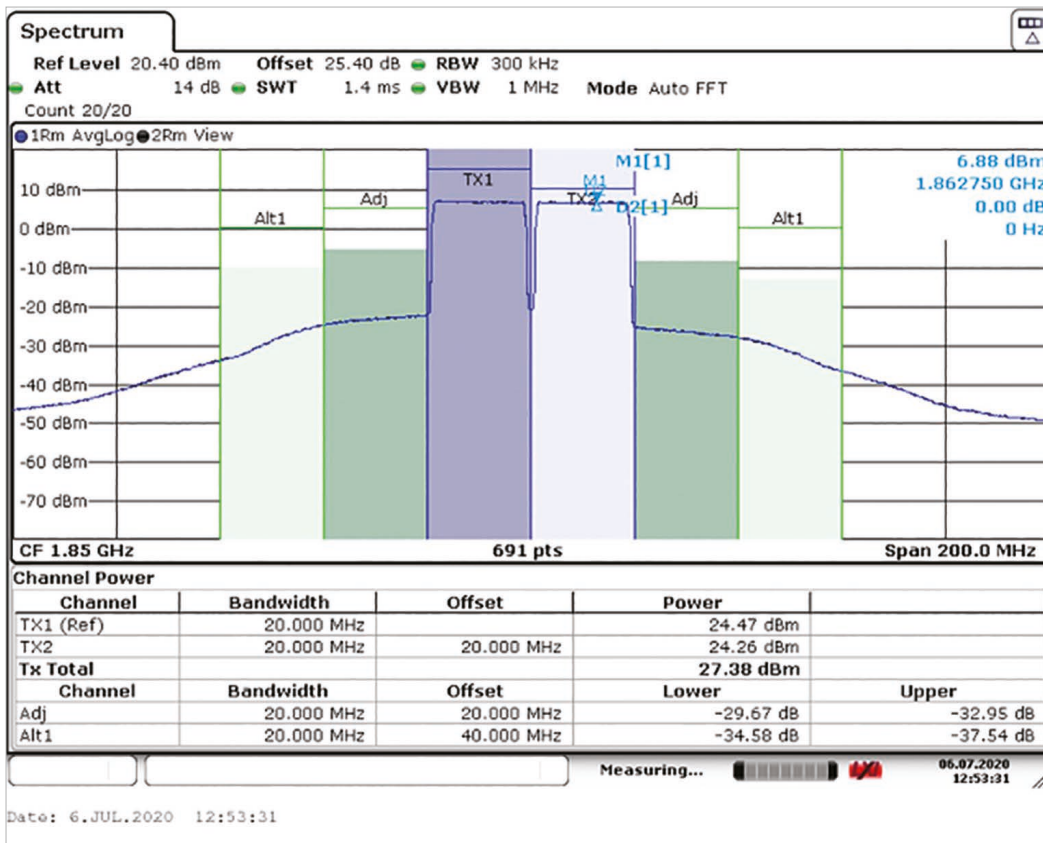 Spectrum
Ref Level 20.40 dBm Offset 25.40 dB RBW 300 kHz
Att 14 dB SWT 1.4 ms VBW 1 MHz Mode Auto FFT
Count 20/20
1Rm AvgLog 2Rm View
M1[1] 6.88 dBm
1.862750 GHz
D2[1] 0.00 dB
0 Hz
TX1
M1
TX2
Adj
Adj
Alt1
Alt1
10 dBm
0 dBm
-10 dBm
-20 dBm
-30 dBm
-40 dBm
-50 dBm
-60 dBm
-70 dBm
CF 1.85 GHz 691 pts Span 200.0 MHz
Channel Power
Channel Bandwidth Offset Power
TX1 (Ref) 20.000 MHz 24.47 dBm
TX2 20.000 MHz 20.000 MHz 24.26 dBm
Tx Total 27.38 dBm
Channel Bandwidth Offset Lower Upper
Adj 20.000 MHz 20.000 MHz -29.67 dB -32.95 dB
Alt1 20.000 MHz 40.000 MHz -34.58 dB -37.54 dB
Measuring... 06.07.2020
12:53:31
Date: 6.JUL.2020 12:53:31